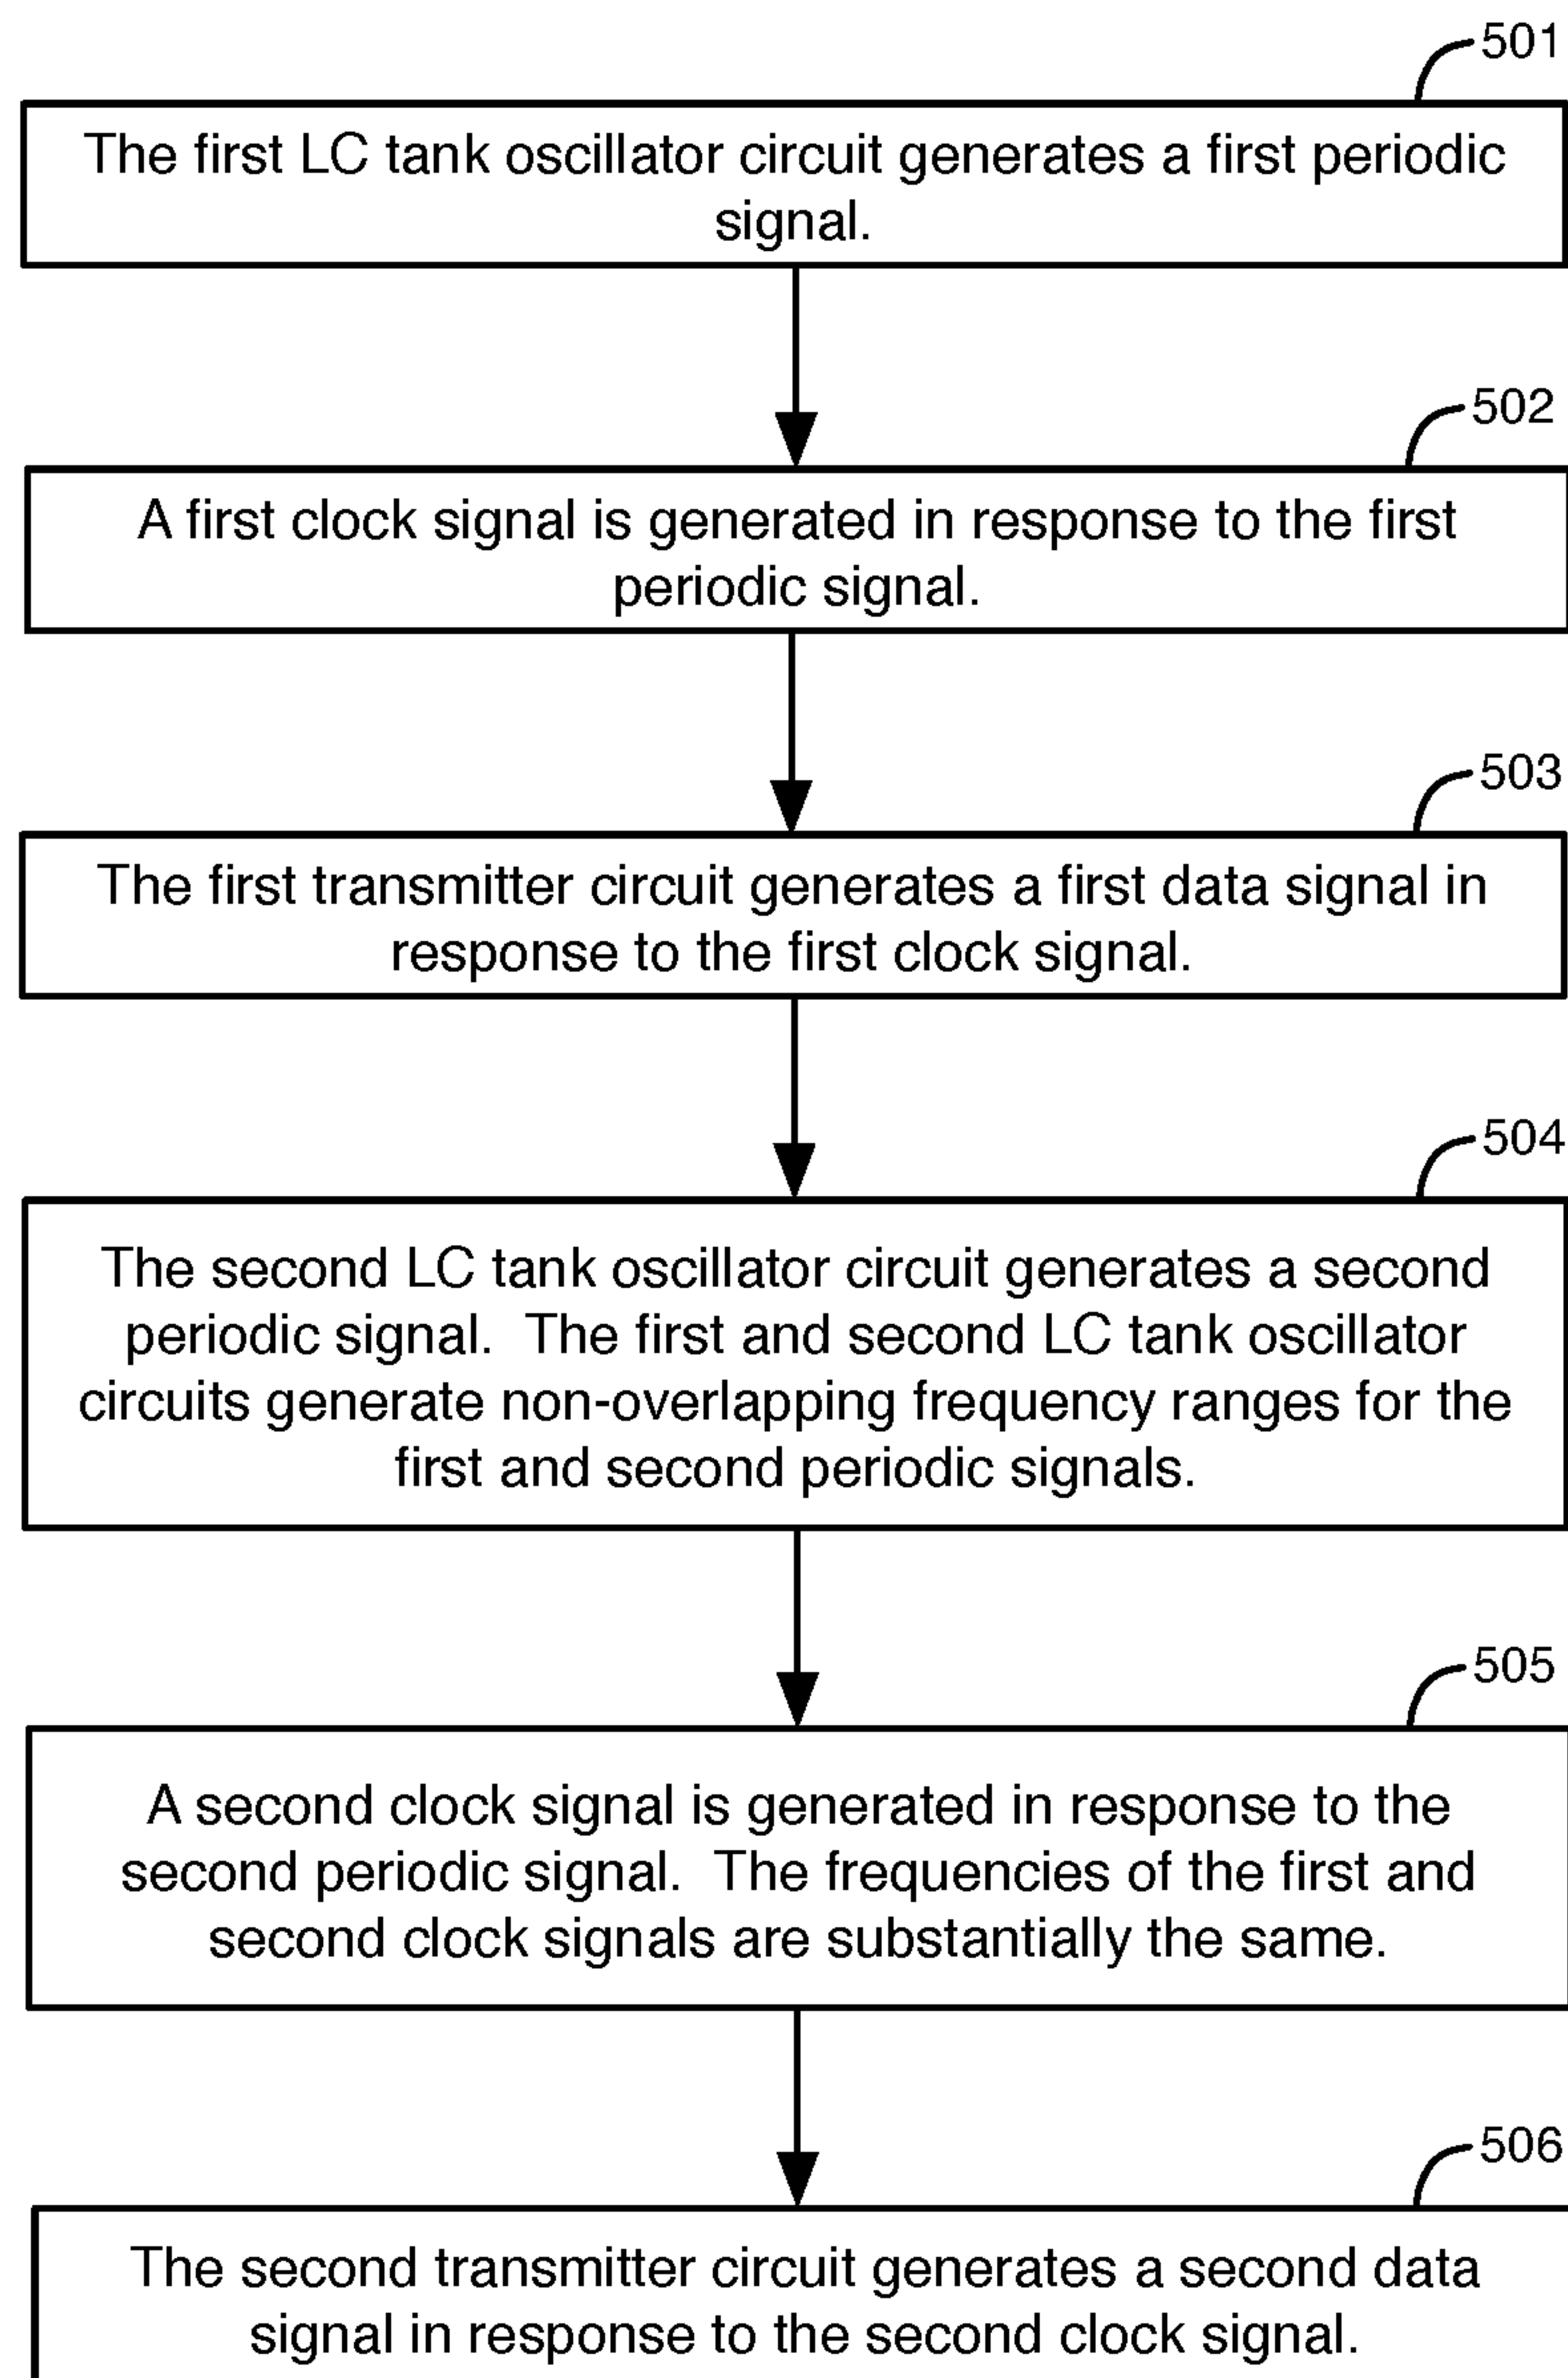 501
The first LC tank oscillator circuit generates a first periodic
signal.
502
A first clock signal is generated in response to the first
periodic signal.
503
The first transmitter circuit generates a first data signal in
response to the first clock signal.
504
The second LC tank oscillator circuit generates a second
periodic signal.  The first and second LC tank oscillator
circuits generate non-overlapping frequency ranges for the
first and second periodic signals.
505
A second clock signal is generated in response to the
second periodic signal.  The frequencies of the first and
second clock signals are substantially the same.
506
The second transmitter circuit generates a second data
signal in response to the second clock signal.